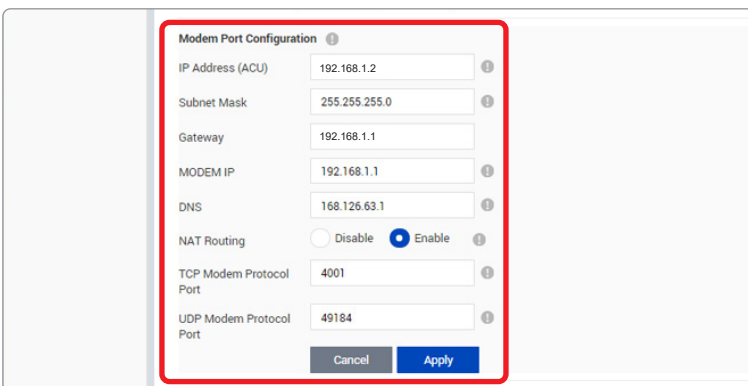 Modem Port Configuration
IP Address (ACU) 192.168.1.2
Subnet Mask 255.255.255.0
Gateway 192.168.1.1
MODEM IP 192.168.1.1
DNS 168.126.63.1
NAT Routing Disable Enable
TCP Modem Protocol 4001
Port
UDP Modem Protocol 49184
Port
Cancel Apply